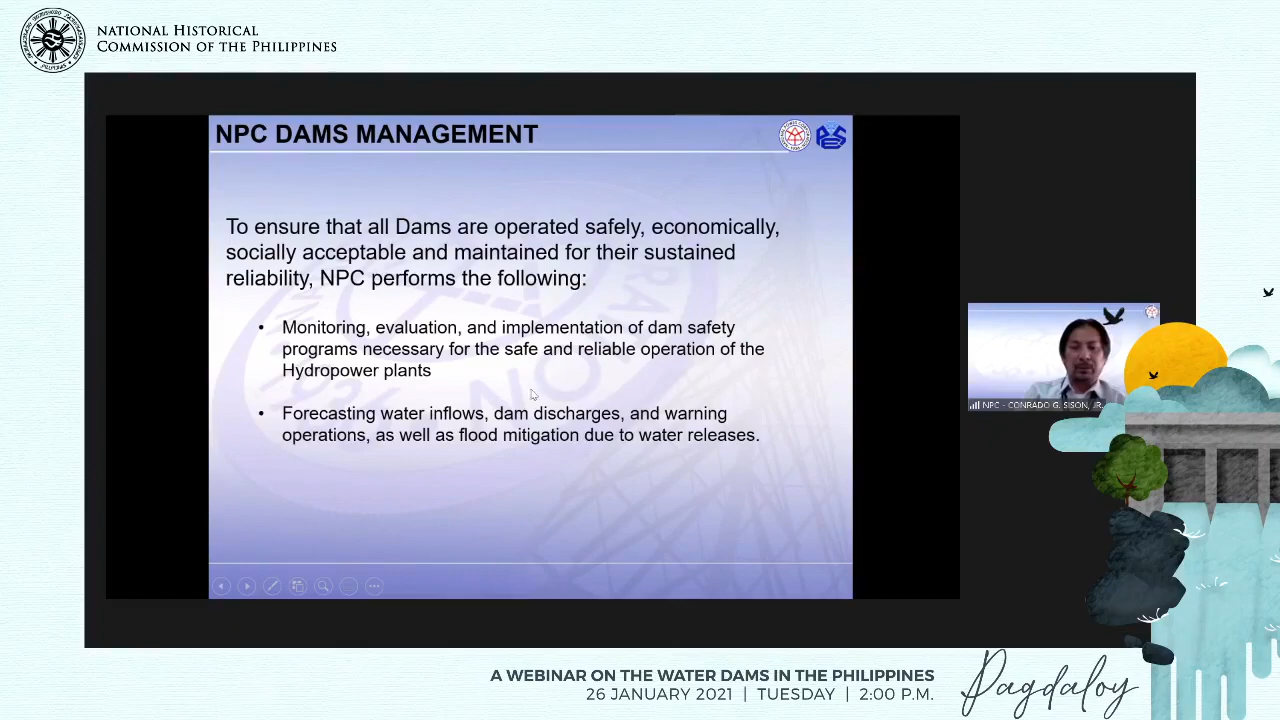 NATIONAL HISTORICAL
COMMISSION OF THE PHILIPPINES
NPC DAMS MANAGEMENT
To ensure that all Dams are operated safely, economically,
socially acceptable and maintained for their sustained
reliability, NPC performs the following:
• Monitoring, evaluation, and implementation of dam safety
programs necessary for the safe and reliable operation of the
Hydropower plants
• Forecasting water inflows, dam discharges, and warning
operations, as well as flood mitigation due to water releases.
NPC - CONRADO G. SISON, JR.
A WEBINAR ON THE WATER DAMS IN THE PHILIPPINES
26 JANUARY 2021 | TUESDAY | 2:00 P.M.
Pagdaloy